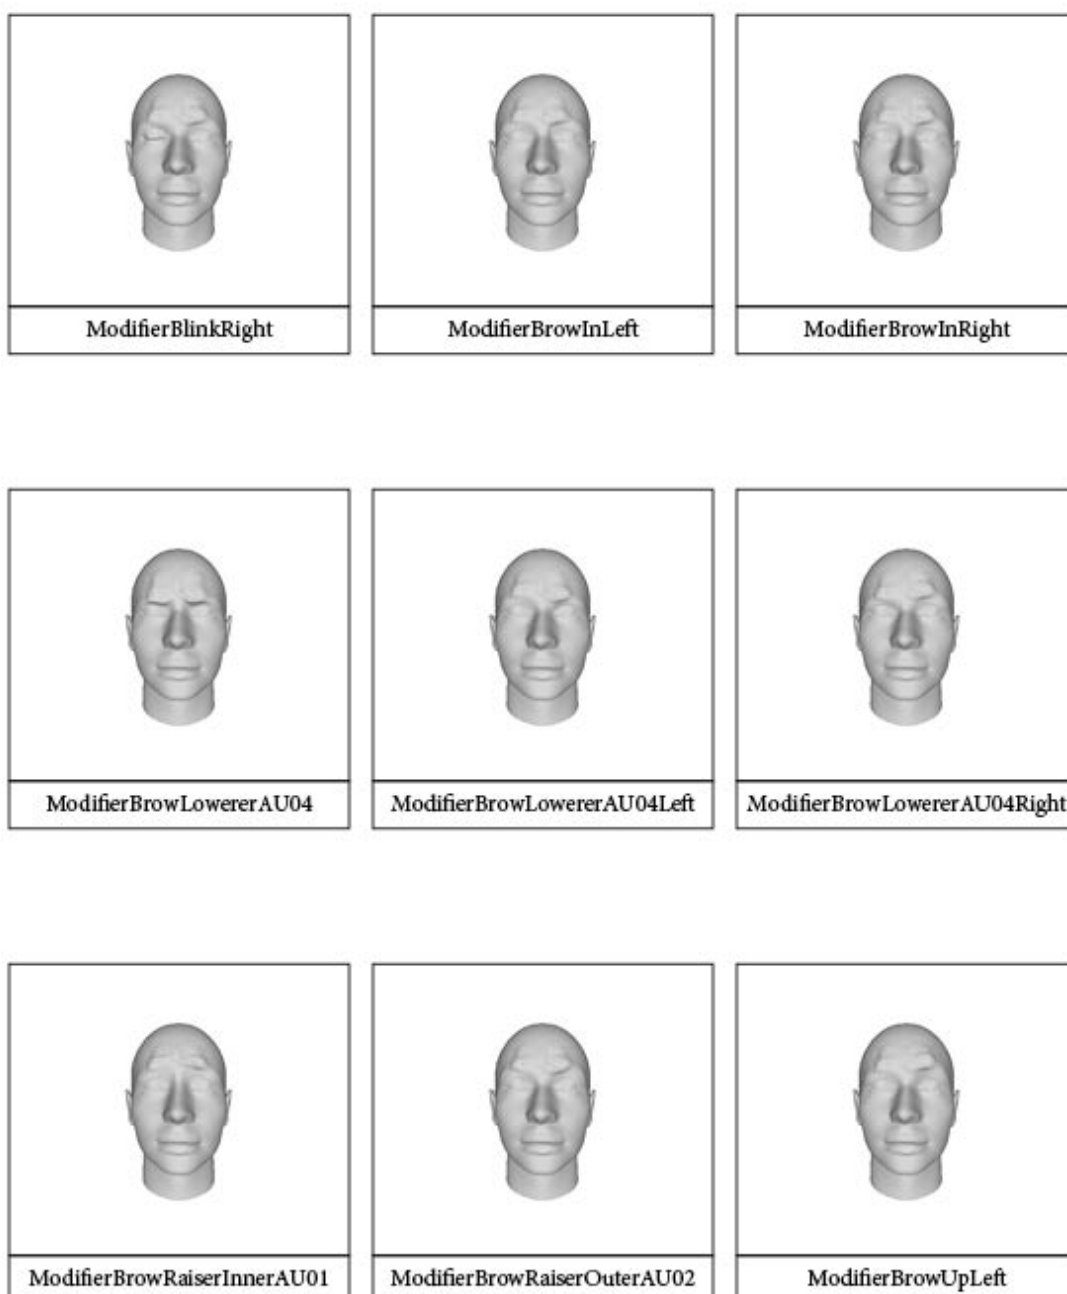 ModifierBlinkRight
ModifierBrowInLeft
ModifierBrowInRight
ModifierBrowLowererAU04
ModifierBrowLowererAU04Left
ModifierBrowLowererAU04Right
ModifierBrowRaiserInnerAU01
ModifierBrowRaiserOuterAU02
ModifierBrowUpLeft